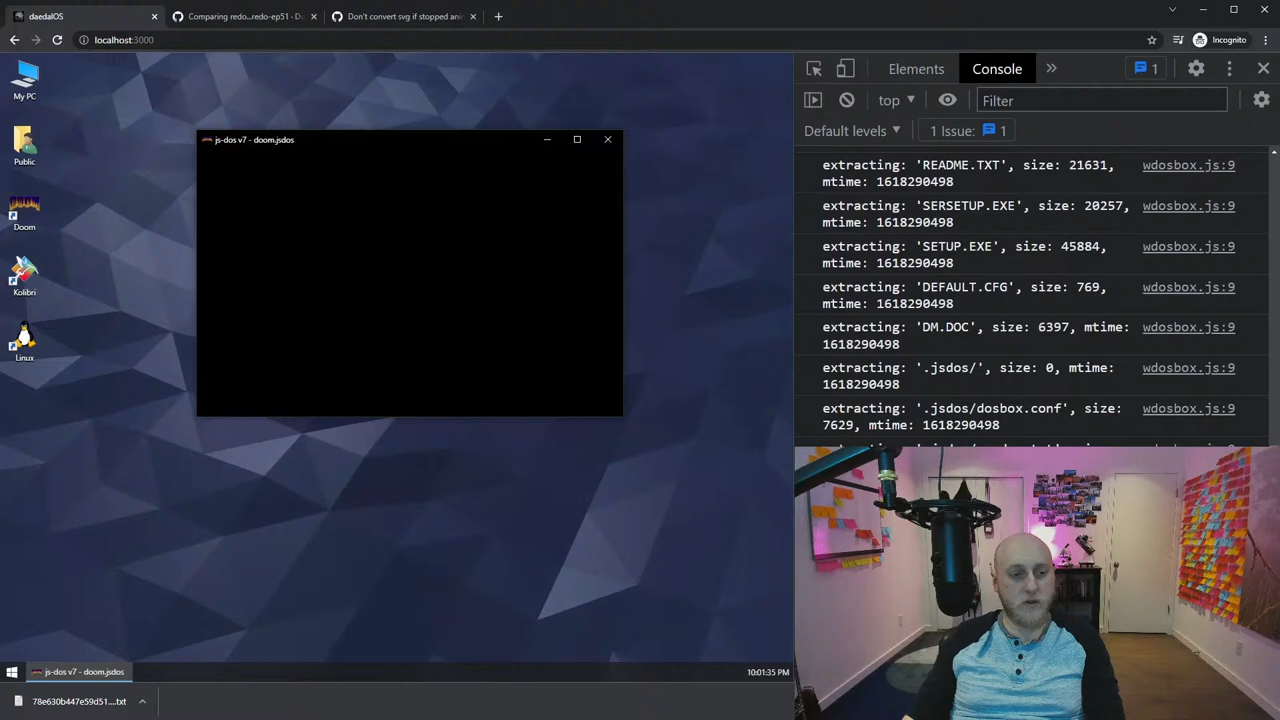 daedalOS
Comparing redo...redo-ep51 - Du
Don't convert svg if stopped ani
localhost:3000
Incognito
My PC
Public
Doom
Kolibri
Linux
js-dos v7 - doom.jsdos
Elements
Console
1
top
Filter
Default levels
1 Issue:
1
extracting: 'README.TXT', size: 21631,
mtime: 1618290498
wdosbox.js:9
extracting: 'SERSETUP.EXE', size: 20257,
mtime: 1618290498
wdosbox.js:9
extracting: 'SETUP.EXE', size: 45884,
mtime: 1618290498
wdosbox.js:9
extracting: 'DEFAULT.CFG', size: 769,
mtime: 1618290498
wdosbox.js:9
extracting: 'DM.DOC', size: 6397, mtime:
1618290498
wdosbox.js:9
extracting: '.jsdos/', size: 0, mtime:
1618290498
wdosbox.js:9
extracting: '.jsdos/dosbox.conf', size:
7629, mtime: 1618290498
wdosbox.js:9
js-dos v7 - doom.jsdos
10:01:35 PM
78e630b447e59d51....txt